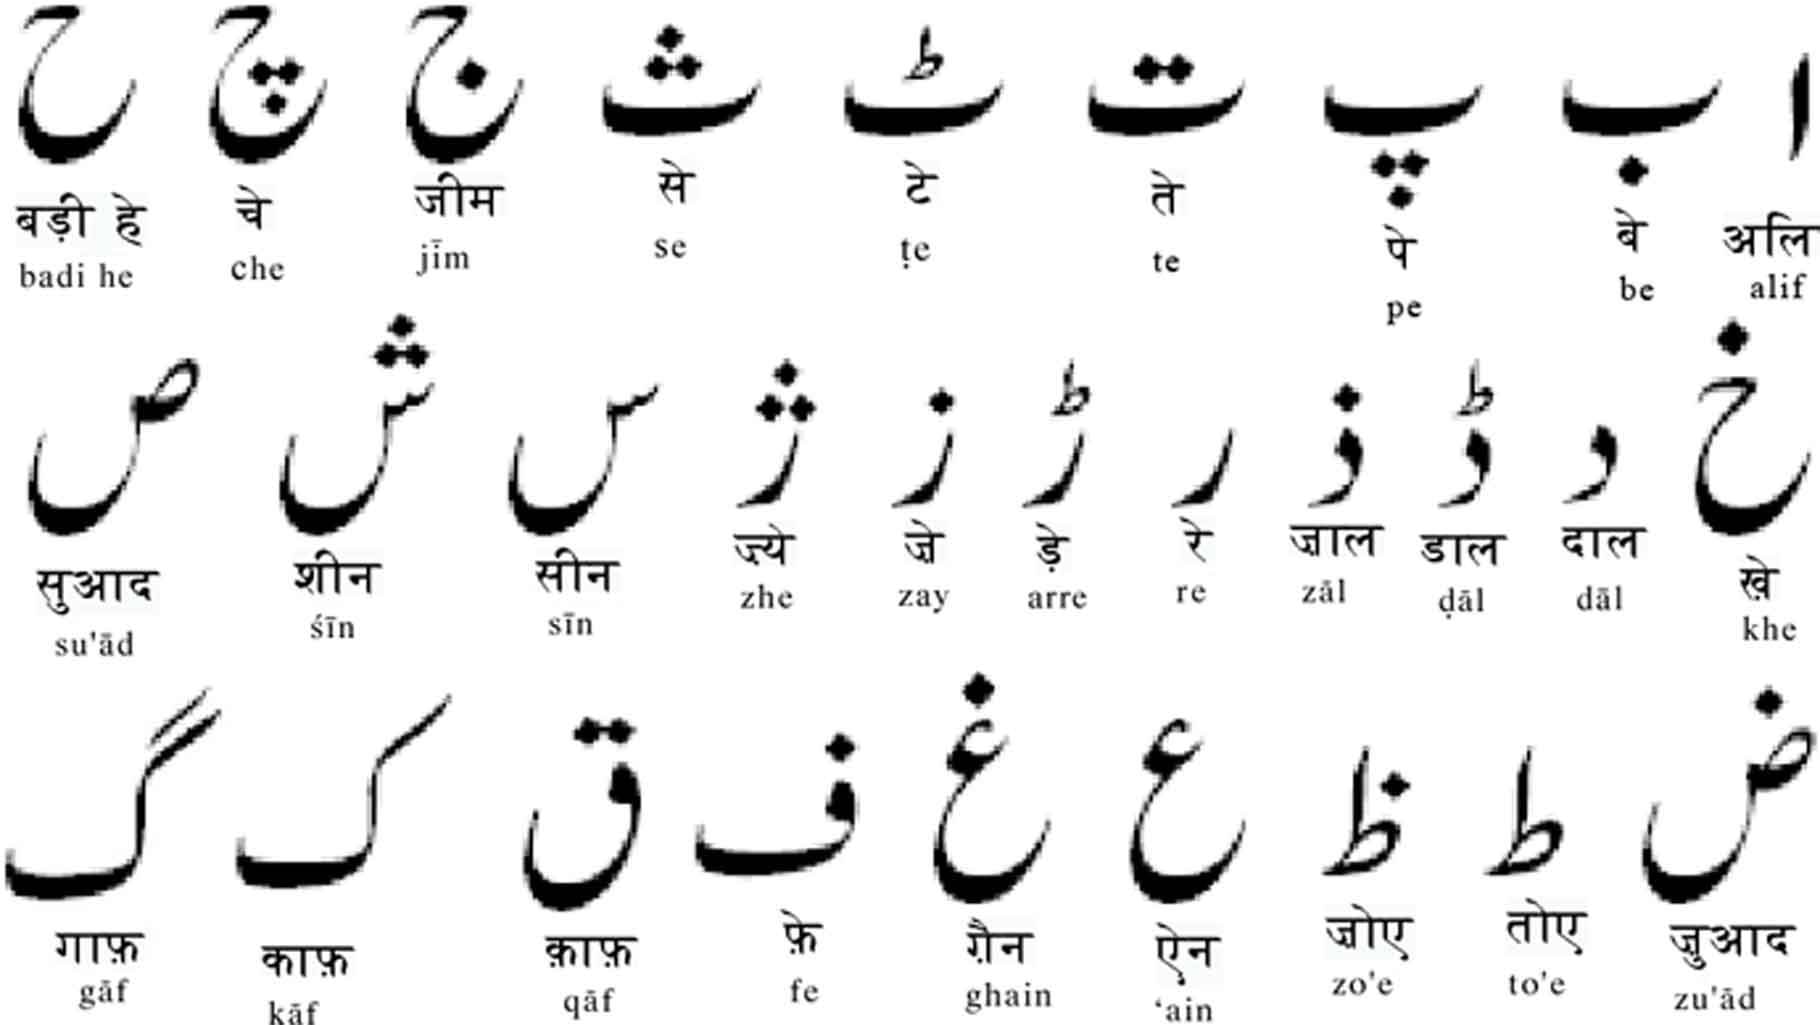 ا ب پ ت ٹ ث ج چ ح
बड़ी हे चे जीम से टे ते पे बे अलि
badi he che jīm se ṭe te pe be alif
خ د ڈ ذ ر ڑ ز ژ س ش ص
सुआद शीन सीन ज़्ये ज़े ड़े रे ज़ाल डाल दाल ख़े
su'ād śīn sīn zhe zay arre re zāl ḍāl dāl khe
ض ط ظ ع غ ف ق ک گ
गाफ़ काफ़ क़ाफ़ फ़े ग़ैन ऐन ज़ोए तोए ज़ुआद
gāf kāf qāf fe ghain ‘ain zo'e to'e zu'ād